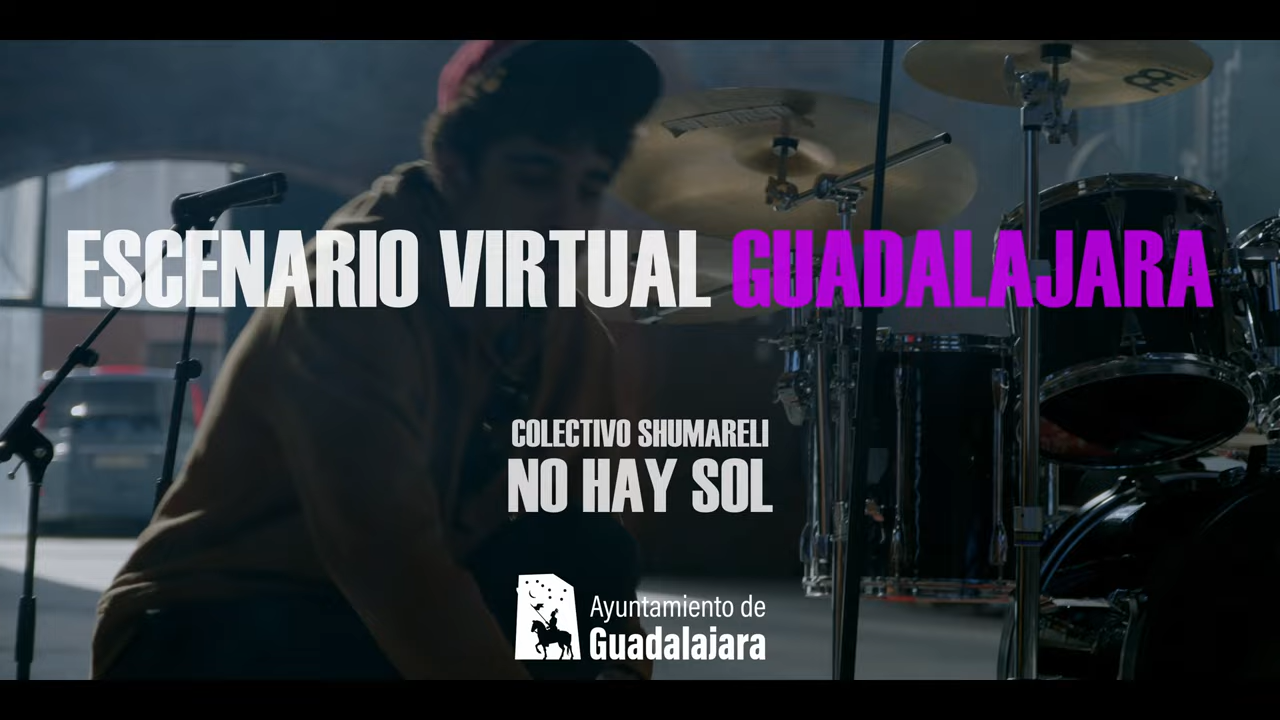 ESCENARIO VIRTUAL GUADALAJARA
COLECTIVO SHUMARELI
NO HAY SOL
Ayuntamiento de
Guadalajara